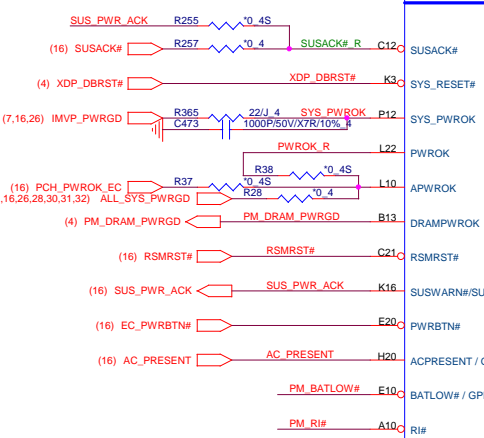 SUS_PWR_ACK R255 *0_4S
(16) SUSACK# R257 *0_4 SUSACK#_R C12 SUSACK#
(4) XDP_DBRST# XDP_DBRST# K3 SYS_RESET#
(7,16,26) IMVP_PWRGD R365 22/J_4 SYS_PWROK P12 SYS_PWROK
C473 1000P/50V/X7R/10%_4
PWROK_R L22 PWROK
R38 *0_4S
(16) PCH_PWROK_EC R37 *0_4S L10 APWROK
,16,26,28,30,31,32) ALL_SYS_PWRGD R28 *0_4
(4) PM_DRAM_PWRGD PM_DRAM_PWRGD B13 DRAMPWROK
(16) RSMRST# RSMRST# C21 RSMRST#
(16) SUS_PWR_ACK SUS_PWR_ACK K16 SUSWARN#/SU
(16) EC_PWRBTN# E20 PWRBTN#
(16) AC_PRESENT AC_PRESENT H20 ACPRESENT / G
PM_BATLOW# E10 BATLOW# / GP
PM_RI# A10 RI#